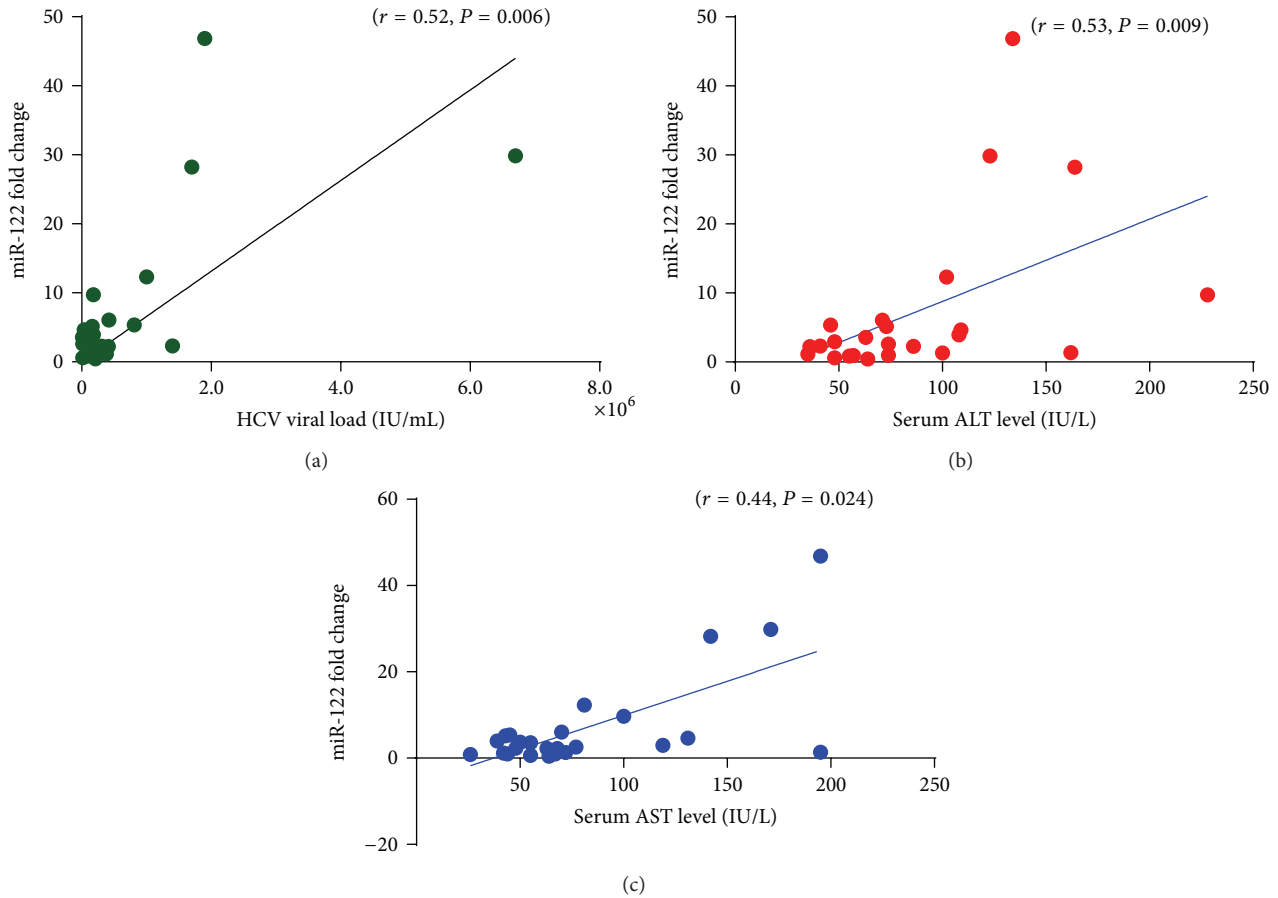 (r = 0.52, P = 0.006)
miR-122 fold change
50
40
30
20
10
0
0
2.0
4.0
6.0
8.0
×10⁶
HCV viral load (IU/mL)
(a)
(r = 0.53, P = 0.009)
miR-122 fold change
50
40
30
20
10
0
0
50
100
150
200
250
Serum ALT level (IU/L)
(b)
(r = 0.44, P = 0.024)
miR-122 fold change
60
40
20
0
−20
50
100
150
200
250
Serum AST level (IU/L)
(c)